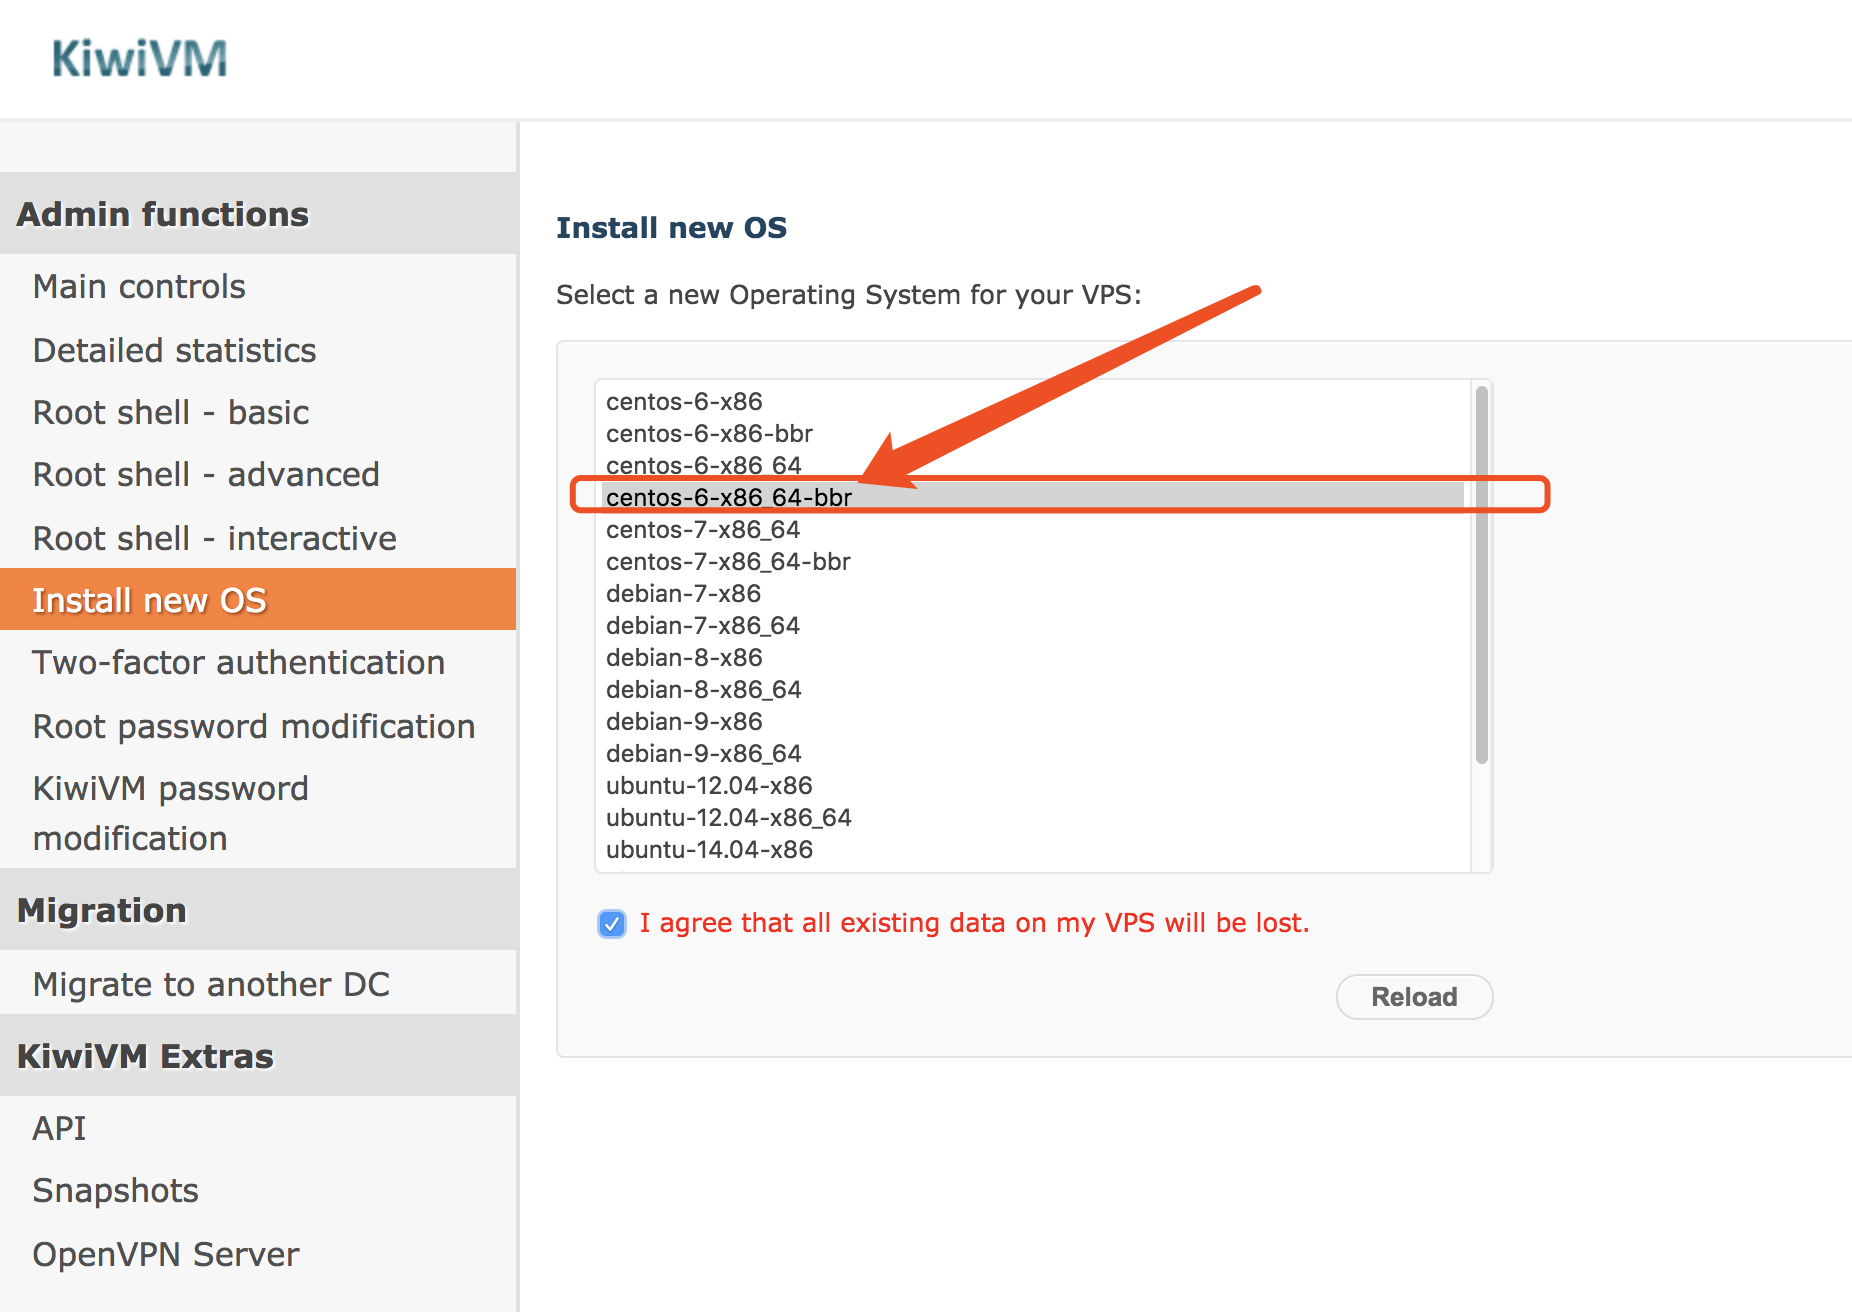 KiwiVM
Admin functions
Main controls
Detailed statistics
Root shell - basic
Root shell - advanced
Root shell - interactive
Install new OS
Two-factor authentication
Root password modification
KiwiVM password
modification
Migration
Migrate to another DC
KiwiVM Extras
API
Snapshots
OpenVPN Server
Install new OS
Select a new Operating System for your VPS:
centos-6-x86
centos-6-x86-bbr
centos-6-x86_64
centos-6-x86_64-bbr
centos-7-x86_64
centos-7-x86_64-bbr
debian-7-x86
debian-7-x86_64
debian-8-x86
debian-8-x86_64
debian-9-x86
debian-9-x86_64
ubuntu-12.04-x86
ubuntu-12.04-x86_64
ubuntu-14.04-x86
I agree that all existing data on my VPS will be lost.
Reload